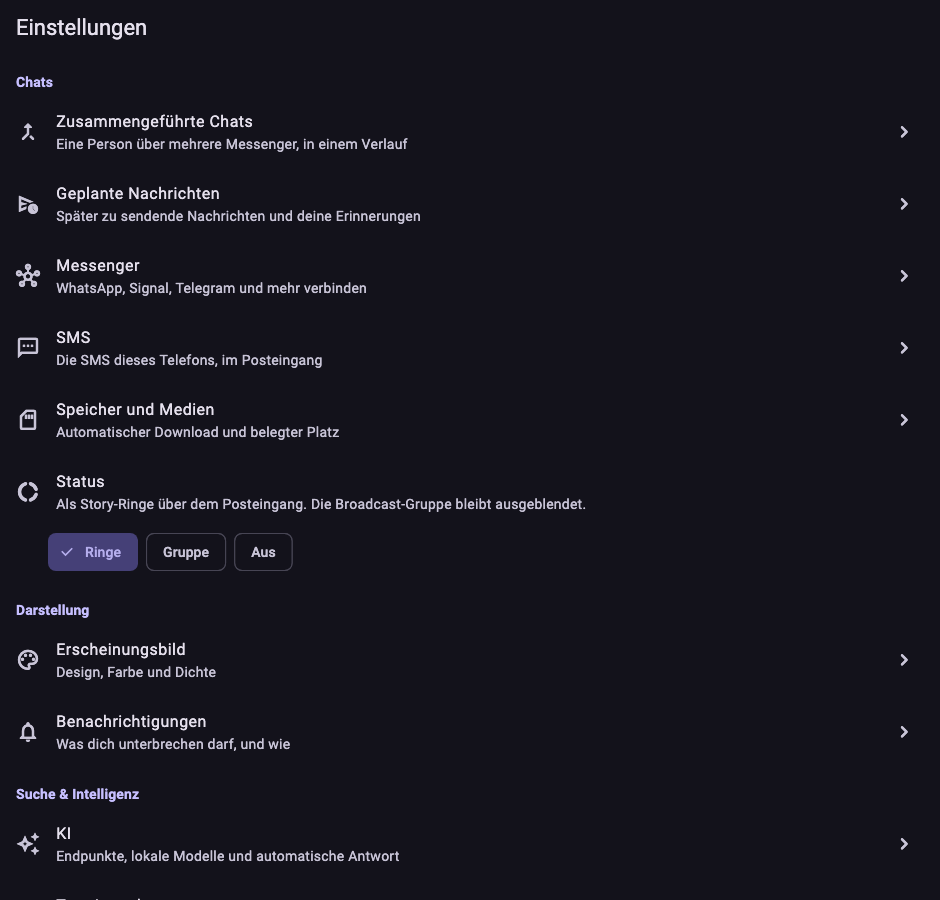 Einstellungen
Chats
Zusammengeführte Chats
Eine Person über mehrere Messenger, in einem Verlauf
Geplante Nachrichten
Später zu sendende Nachrichten und deine Erinnerungen
Messenger
WhatsApp, Signal, Telegram und mehr verbinden
SMS
Die SMS dieses Telefons, im Posteingang
Speicher und Medien
Automatischer Download und belegter Platz
Status
Als Story-Ringe über dem Posteingang. Die Broadcast-Gruppe bleibt ausgeblendet.
Ringe Gruppe Aus
Darstellung
Erscheinungsbild
Design, Farbe und Dichte
Benachrichtigungen
Was dich unterbrechen darf, und wie
Suche & Intelligenz
KI
Endpunkte, lokale Modelle und automatische Antwort